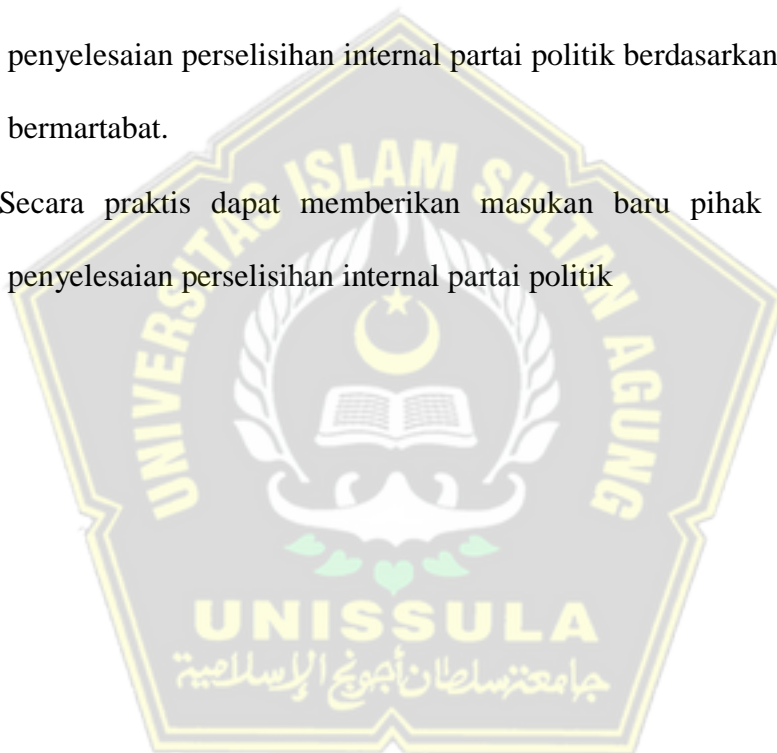 penyelesaian perselisihan internal partai politik berdasarkan
bermartabat.
Secara praktis dapat memberikan masukan baru pihak
penyelesaian perselisihan internal partai politik
UNIVERSITAS ISLAM SULTAN AGUNG
UNISSULA
جامعة سلطان أجونج الإسلامية